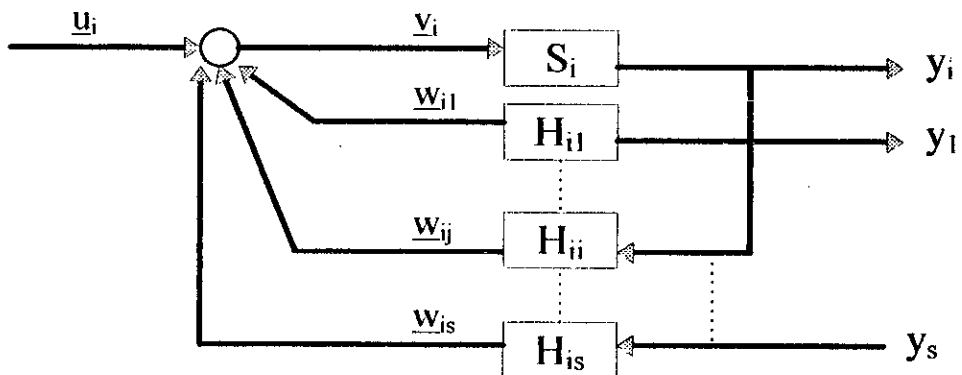 u_i
v_i
S_i
y_i
w_i1
H_i1
y_1
w_ij
H_ii
w_is
H_is
y_s